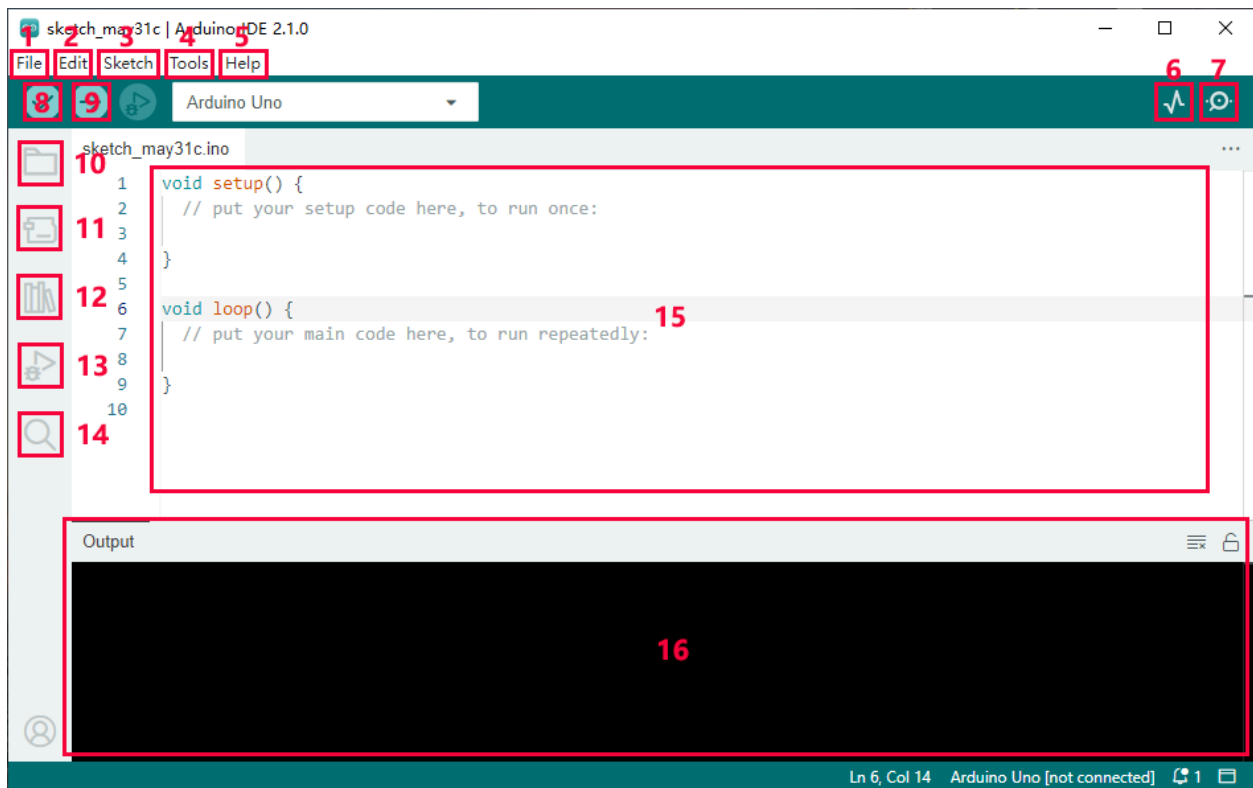 sketch_may31c | Arduino IDE 2.1.0
1 2 3 4 5
File Edit Sketch Tools Help
6 7
8 9 Arduino Uno
sketch_may31c.ino ...
10
1 void setup() {
2 // put your setup code here, to run once:
11
3
4 }
5
12
6 void loop() { 15
7 // put your main code here, to run repeatedly:
13
8
9 }
10
14
Output
16
Ln 6, Col 14 Arduino Uno [not connected] 1